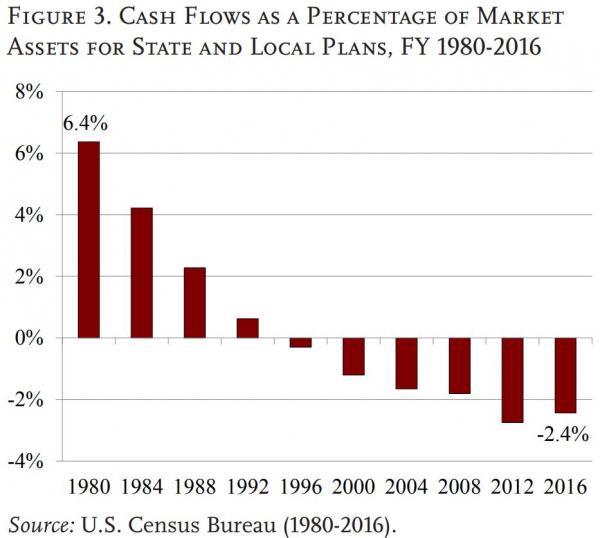 FIGURE 3. CASH FLOWS AS A PERCENTAGE OF MARKET
ASSETS FOR STATE AND LOCAL PLANS, FY 1980-2016
8%
6.4%
6%
4%
2%
0%
-2%
-2.4%
-4%
1980 1984 1988 1992 1996 2000 2004 2008 2012 2016
Source: U.S. Census Bureau (1980-2016).